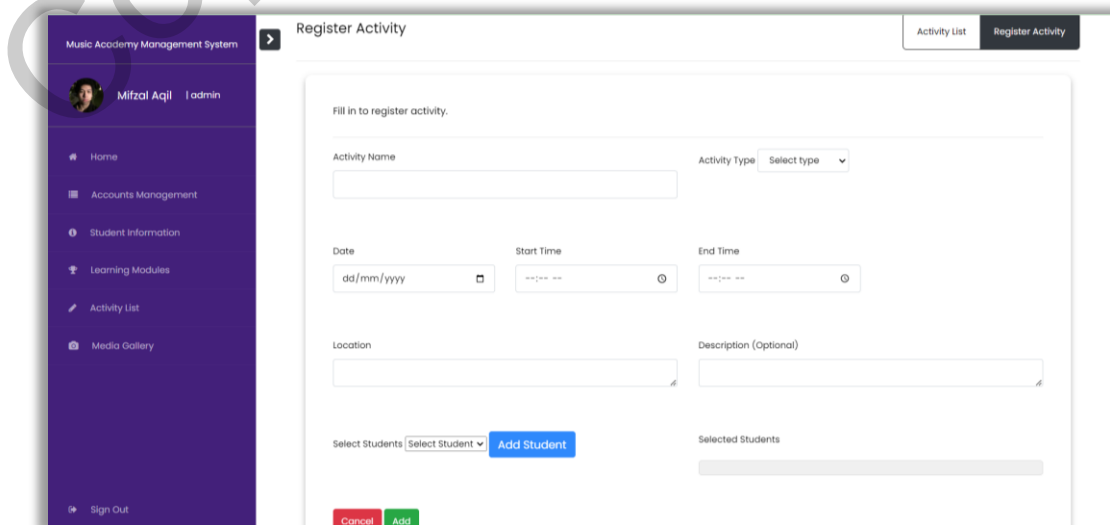 Music Academy Management System
Register Activity
Activity List
Register Activity
Mifzal Aqil | admin
Home
Accounts Management
Student Information
Learning Modules
Activity List
Media Gallery
Sign Out
Fill in to register activity.
Activity Name
Activity Type Select type
Date
Start Time
End Time
dd/mm/yyyy
--:-- --
--:-- --
Location
Description (Optional)
Select Students Select Student Add Student
Selected Students
Cancel Add